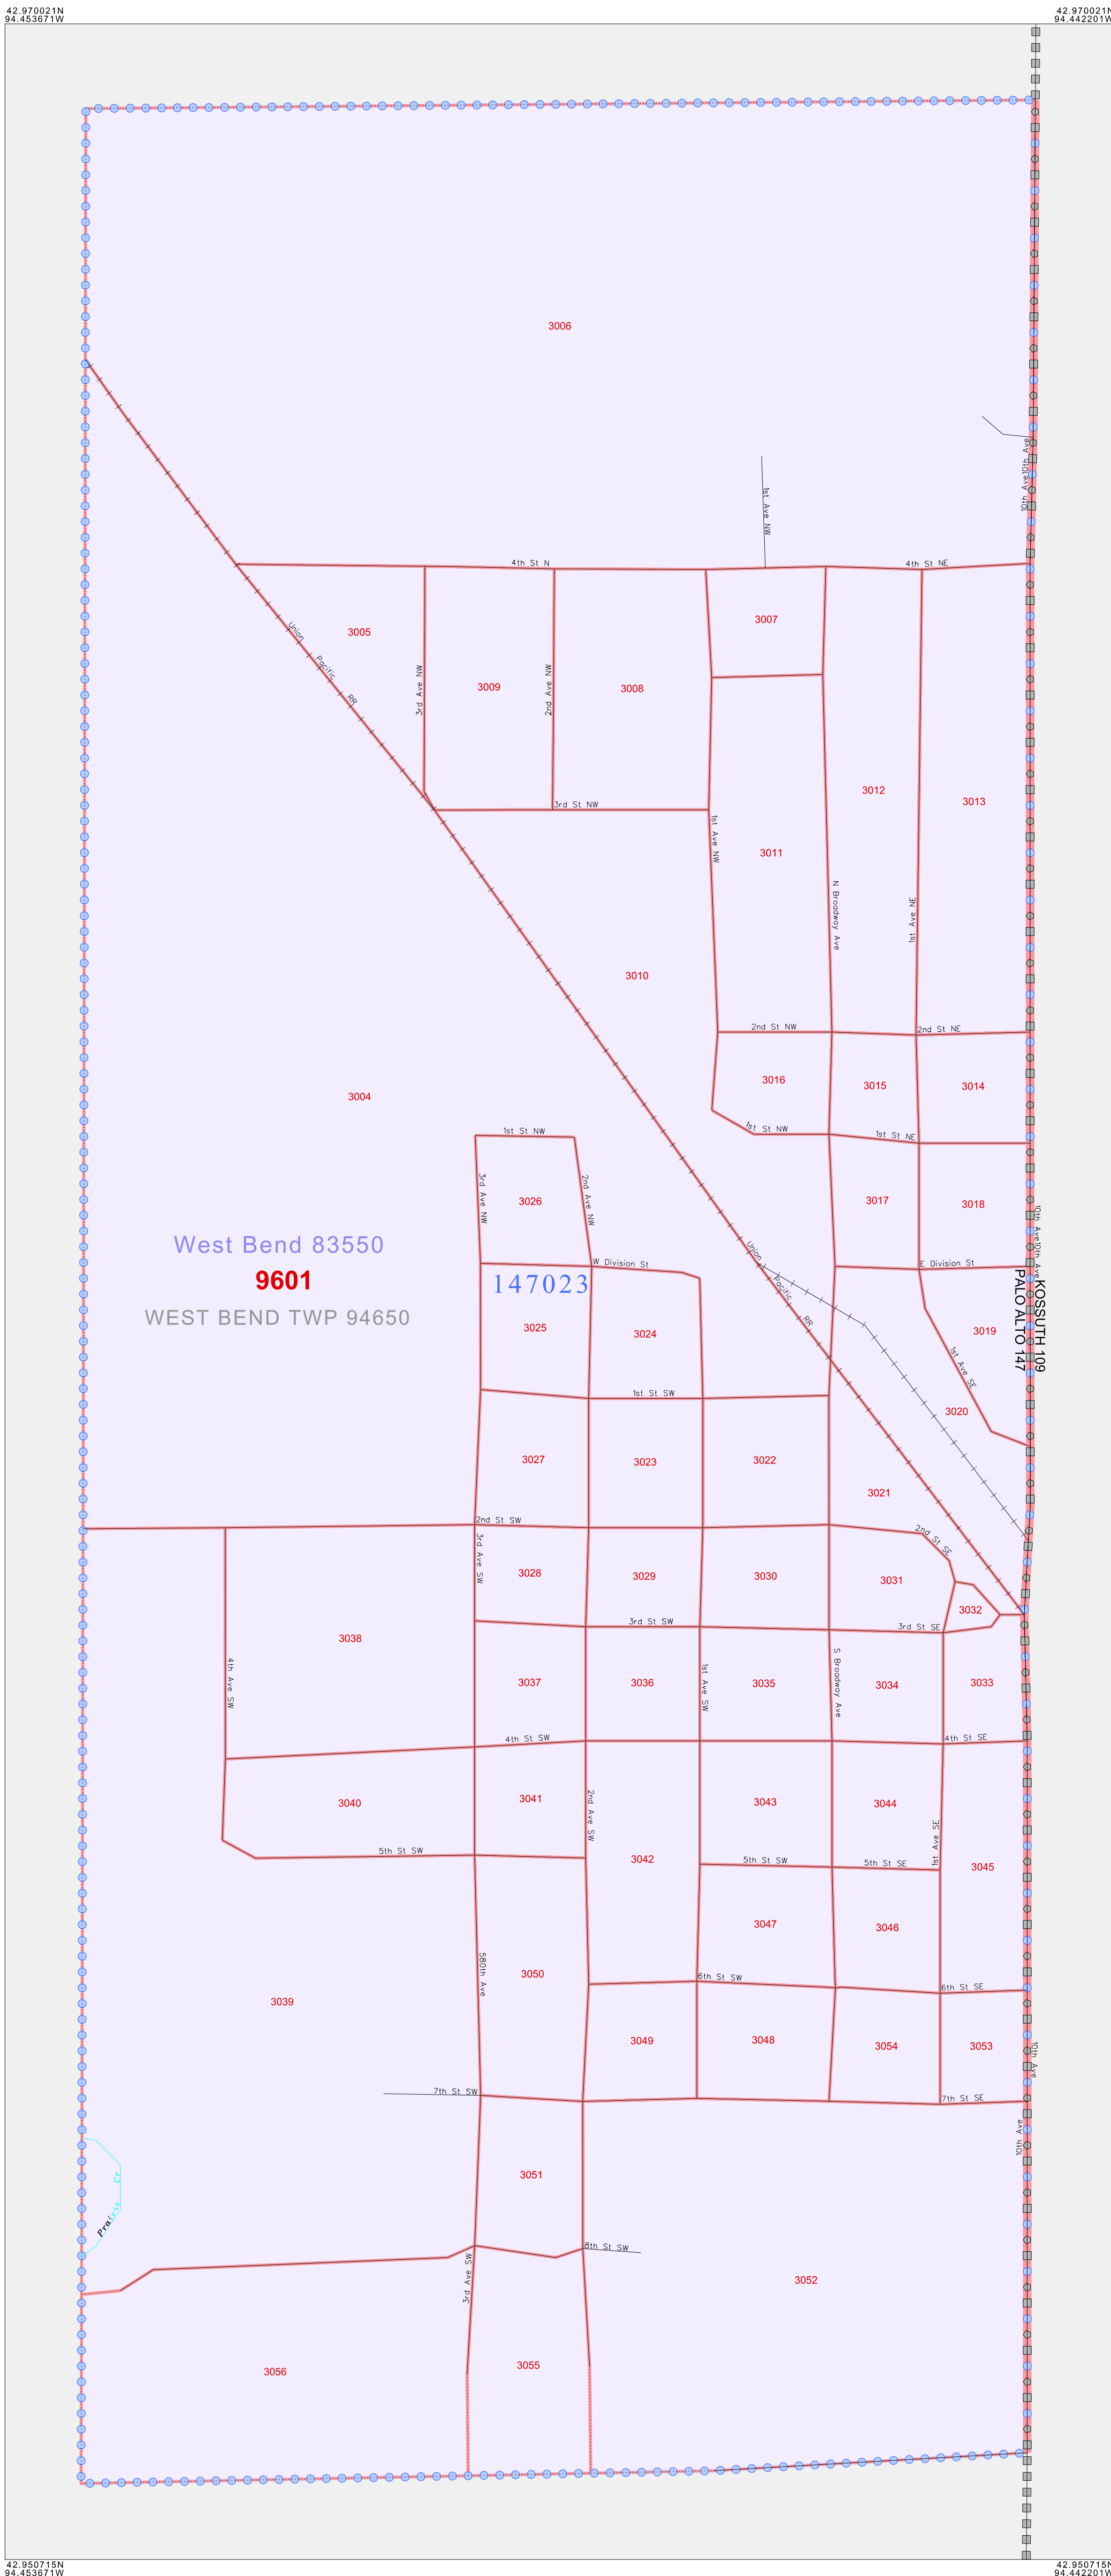 42.970021N
94.453671W
42.970021N
94.442201W
3006
10th Ave
10th Ave
1st Ave NW
4th St N
4th St NE
3007
3005
Union Pacific RR
3rd Ave NW
3009
2nd Ave NW
3008
3012
3013
3rd St NW
1st Ave NW
3011
N Broadway Ave
1st Ave NE
3010
2nd St NW
2nd St NE
3016
3015
3014
3004
1st St NW
1st St NW
1st St NE
3rd Ave NW
3026
2nd Ave NW
3017
3018
10th Ave
10th Ave
West Bend 83550
9601
WEST BEND TWP 94650
147023
W Division St
E Division St
Union Pacific RR
PALO ALTO 147
KOSSUTH 109
3025
3024
3019
1st Ave SE
1st St SW
3020
3027
3023
3022
3021
2nd St SW
2nd St SE
3rd Ave SW
3028
3029
3030
3031
3032
3rd St SW
3rd St SE
3038
4th Ave SW
3037
3036
1st Ave SW
3035
S Broadway Ave
3034
3033
4th St SW
4th St SE
3040
3041
2nd Ave SW
3043
3044
1st Ave SE
3042
5th St SW
5th St SW
5th St SE
3045
3047
3046
580th Ave
3050
6th St SW
6th St SE
3039
3049
3048
3054
3053
10th Ave
7th St SW
7th St SE
10th Ave
Prairie Cr
3051
8th St SW
3rd Ave SW
3052
3056
3055
42.950715N
94.453671W
42.950715N
94.442201W